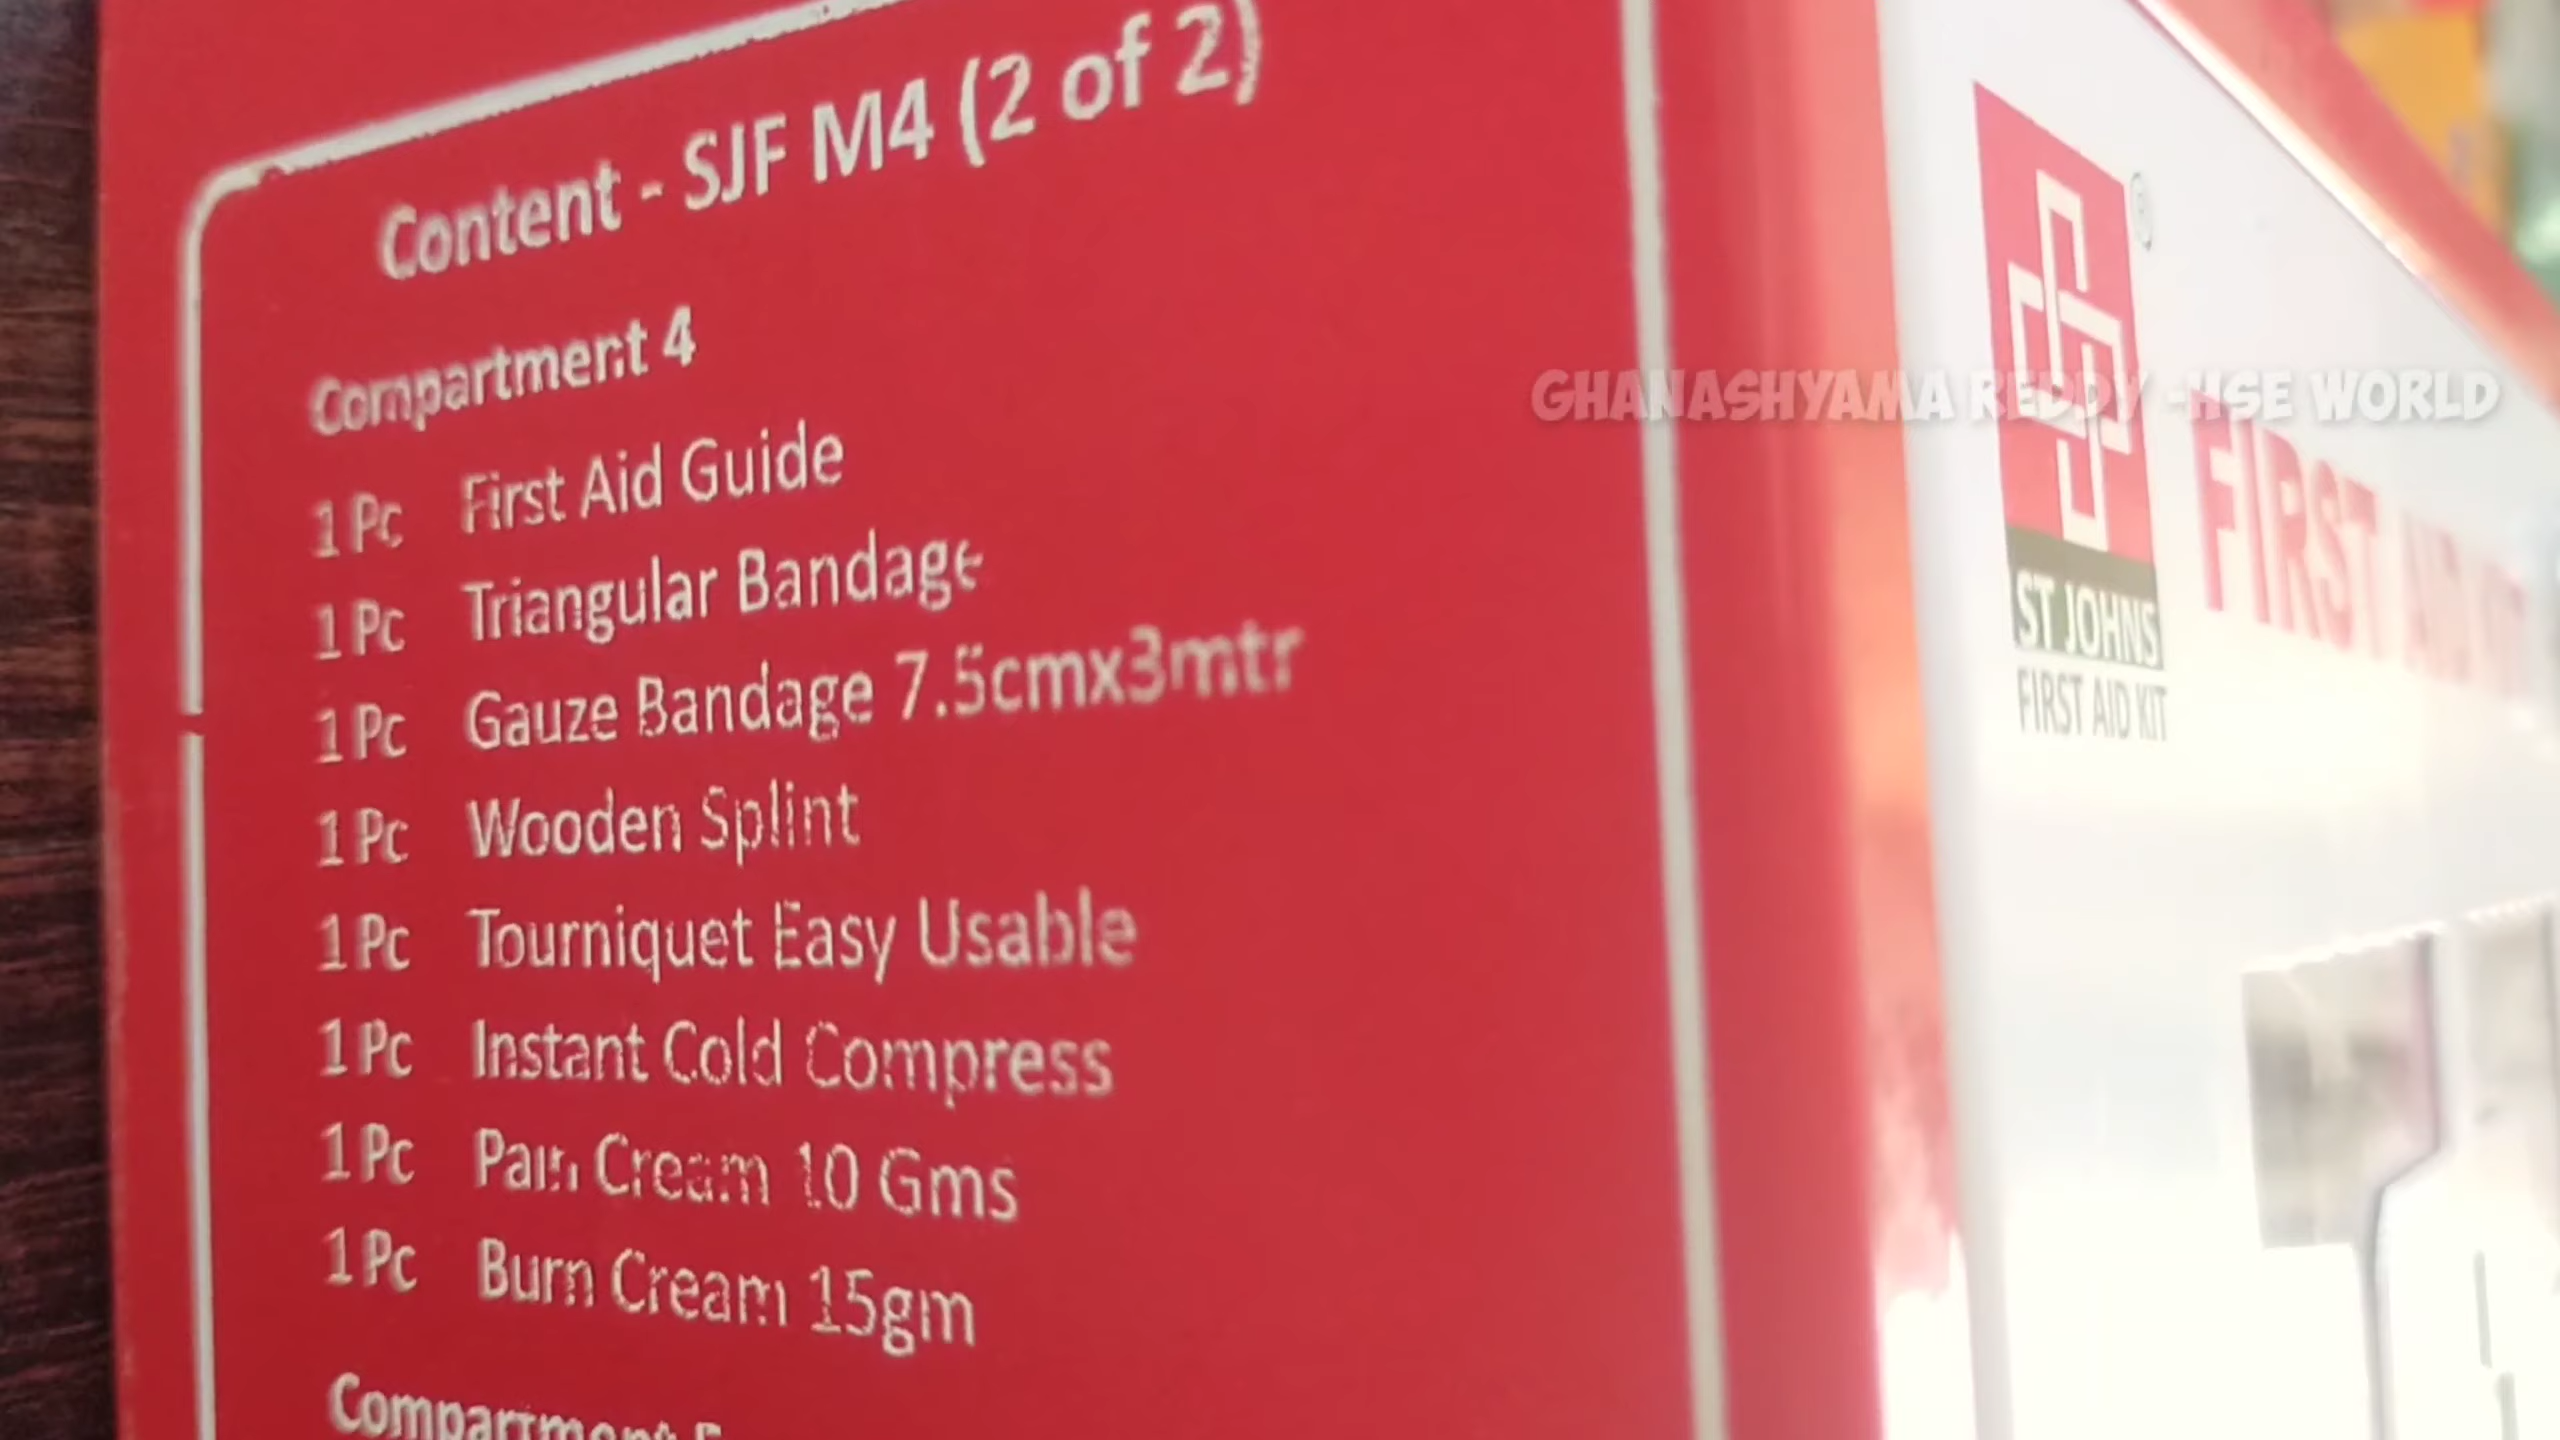 Content - SJF M4 (2 of 2)
Compartment 4
1 Pc First Aid Guide
1 Pc Triangular Bandage
1 Pc Gauze Bandage 7.5cmx3mtr
1 Pc Wooden Splint
1 Pc Tourniquet Easy Usable
1 Pc Instant Cold Compress
1 Pc Pain Cream 10 Gms
1 Pc Burn Cream 15gm
Compartment 5
GHANASHYAMA REDDY -HSE WORLD
®
ST JOHNS
FIRST AID KIT
FIRST AID